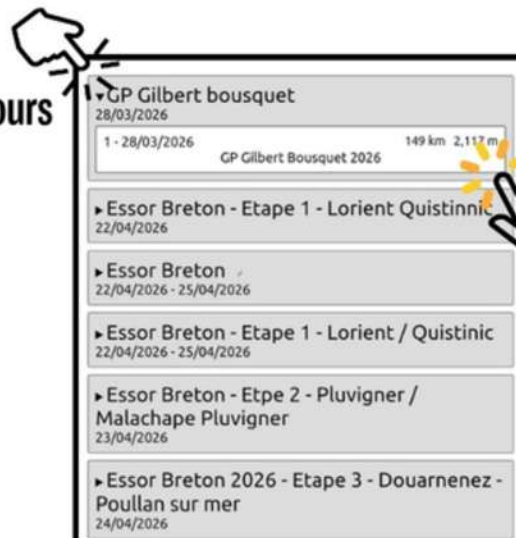 ours
▾GP Gilbert bousquet
28/03/2026
1 - 28/03/2026 149 km 2,117 m
GP Gilbert Bousquet 2026
▸Essor Breton - Etape 1 - Lorient Quistinnic
22/04/2026
▸Essor Breton
22/04/2026 - 25/04/2026
▸Essor Breton - Etape 1 - Lorient / Quistinic
22/04/2026 - 25/04/2026
▸Essor Breton - Etpe 2 - Pluvigner /
Malachape Pluvigner
23/04/2026
▸Essor Breton 2026 - Etape 3 - Douarnenez -
Poullan sur mer
24/04/2026